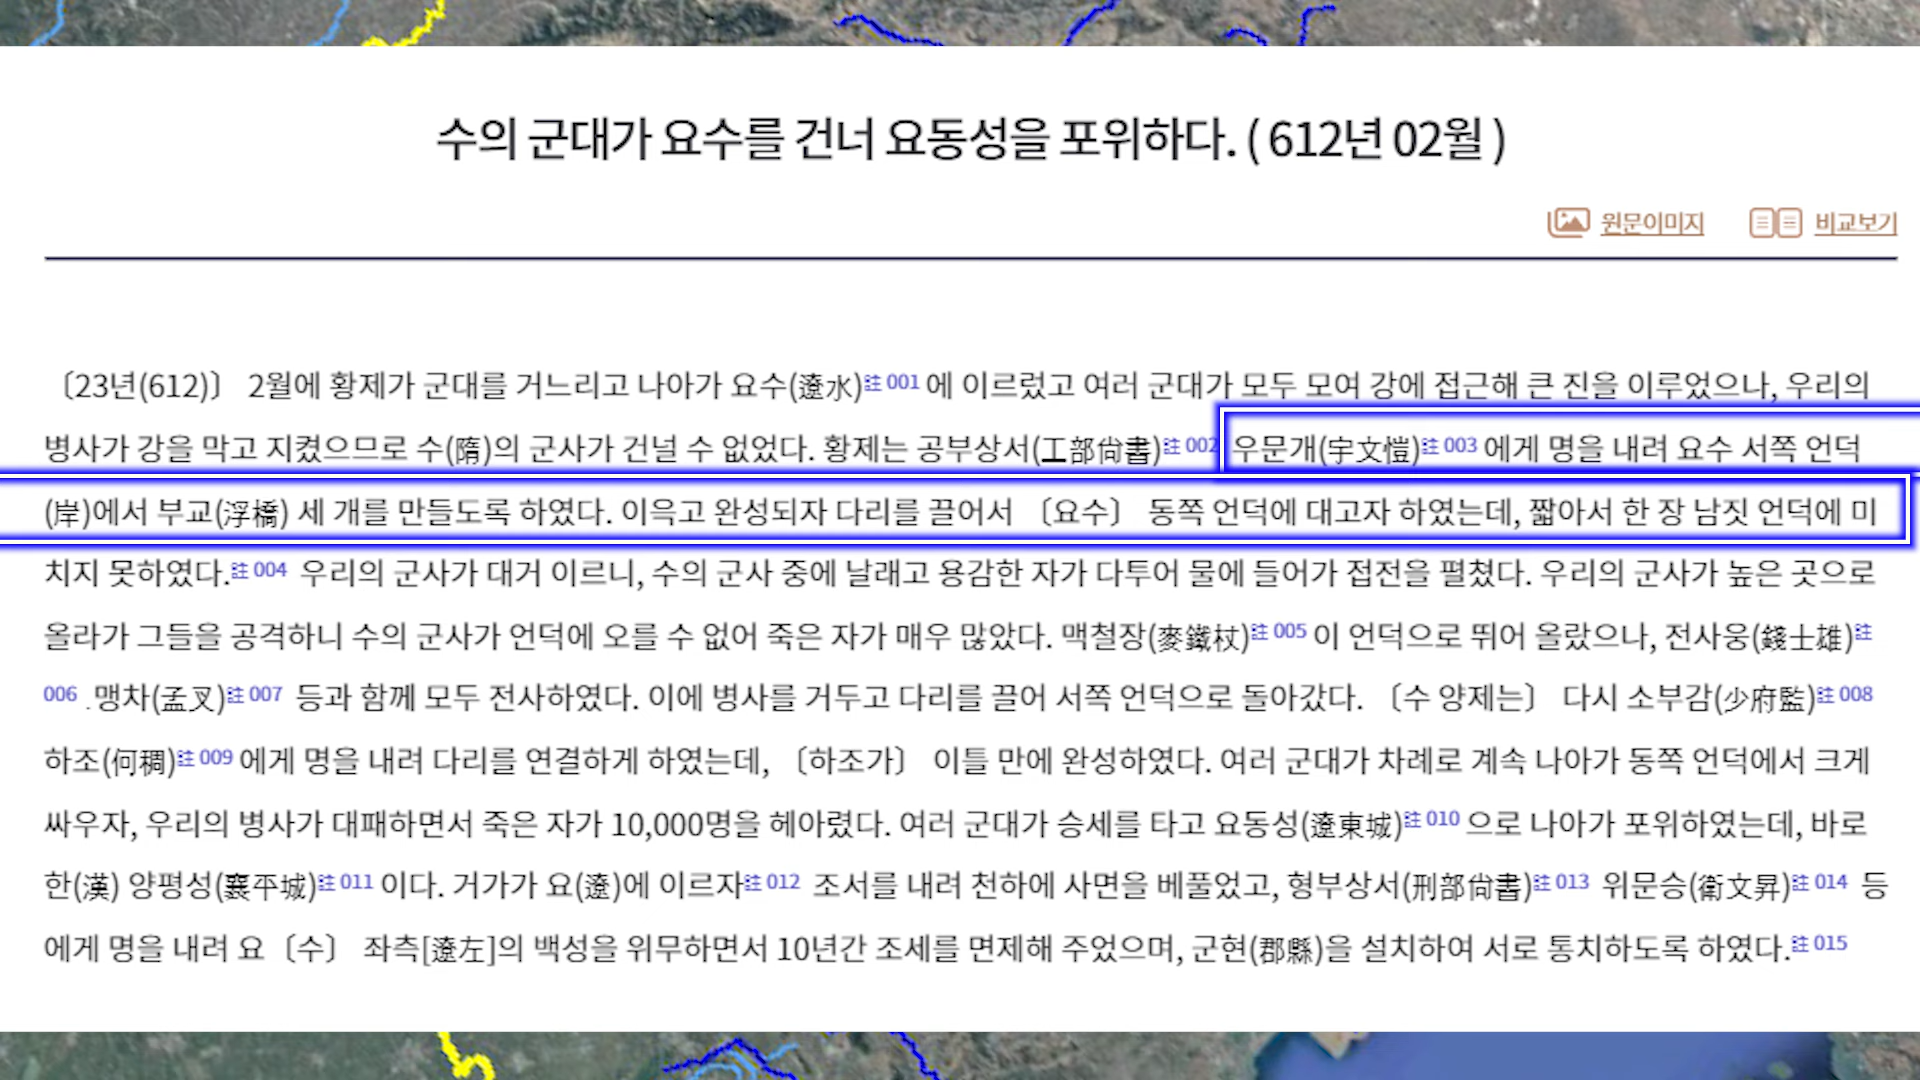 수의 군대가 요수를 건너 요동성을 포위하다. ( 612년 02월 )
원문이미지 비교보기
〔23년(612)〕 2월에 황제가 군대를 거느리고 나아가 요수(遼水)註 001 에 이르렀고 여러 군대가 모두 모여 강에 접근해 큰 진을 이루었으나, 우리의
병사가 강을 막고 지켰으므로 수(隋)의 군사가 건널 수 없었다. 황제는 공부상서(工部尙書)註 002 우문개(宇文愷)註 003 에게 명을 내려 요수 서쪽 언덕
(岸)에서 부교(浮橋) 세 개를 만들도록 하였다. 이윽고 완성되자 다리를 끌어서 〔요수〕 동쪽 언덕에 대고자 하였는데, 짧아서 한 장 남짓 언덕에 미
치지 못하였다.註 004 우리의 군사가 대거 이르니, 수의 군사 중에 날래고 용감한 자가 다투어 물에 들어가 접전을 펼쳤다. 우리의 군사가 높은 곳으로
올라가 그들을 공격하니 수의 군사가 언덕에 오를 수 없어 죽은 자가 매우 많았다. 맥철장(麥鐵杖)註 005 이 언덕으로 뛰어 올랐으나, 전사웅(錢士雄)註
006 .맹차(孟叉)註 007 등과 함께 모두 전사하였다. 이에 병사를 거두고 다리를 끌어 서쪽 언덕으로 돌아갔다. 〔수 양제는〕 다시 소부감(少府監)註 008
하조(何稠)註 009 에게 명을 내려 다리를 연결하게 하였는데, 〔하조가〕 이틀 만에 완성하였다. 여러 군대가 차례로 계속 나아가 동쪽 언덕에서 크게
싸우자, 우리의 병사가 대패하면서 죽은 자가 10,000명을 헤아렸다. 여러 군대가 승세를 타고 요동성(遼東城)註 010 으로 나아가 포위하였는데, 바로
한(漢) 양평성(襄平城)註 011 이다. 거가가 요(遼)에 이르자註 012 조서를 내려 천하에 사면을 베풀었고, 형부상서(刑部尙書)註 013 위문승(衛文昇)註 014 등
에게 명을 내려 요〔수〕 좌측[遼左]의 백성을 위무하면서 10년간 조세를 면제해 주었으며, 군현(郡縣)을 설치하여 서로 통치하도록 하였다.註 015